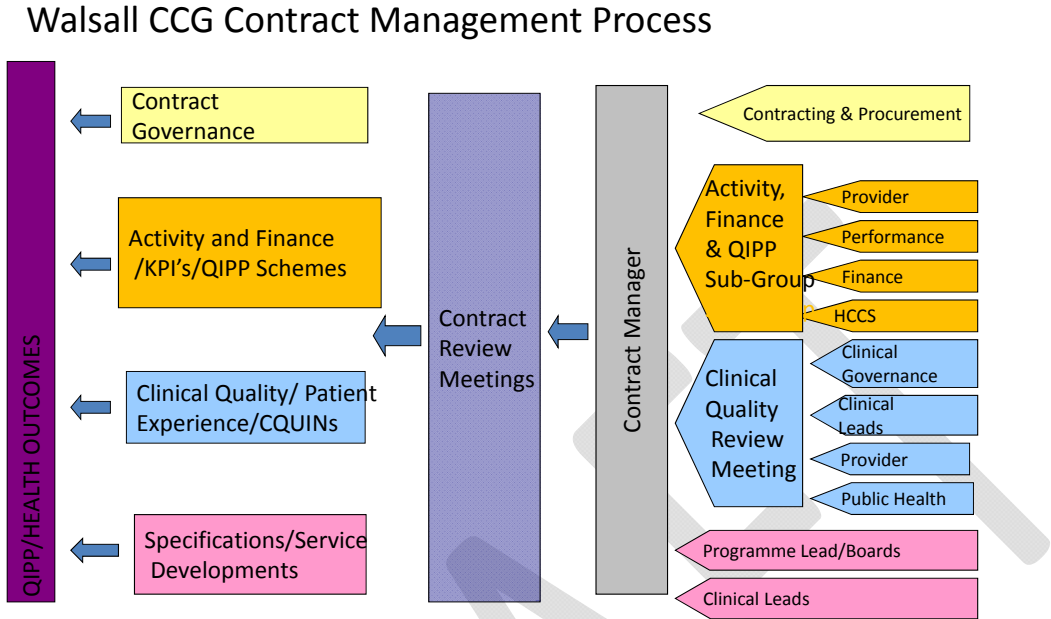 Walsall CCG Contract Management Process
QIPP/HEALTH OUTCOMES
Contract
Governance
Activity and Finance
/KPI's/QIPP Schemes
Clinical Quality/ Patient
Experience/CQUINs
Specifications/Service
Developments
Contract
Review
Meetings
Contract Manager
Contracting & Procurement
Activity,
Finance
& QIPP
Sub-Group
Provider
Performance
Finance
HCCS
Clinical
Quality
Review
Meeting
Clinical
Governance
Clinical
Leads
Provider
Public Health
Programme Lead/Boards
Clinical Leads